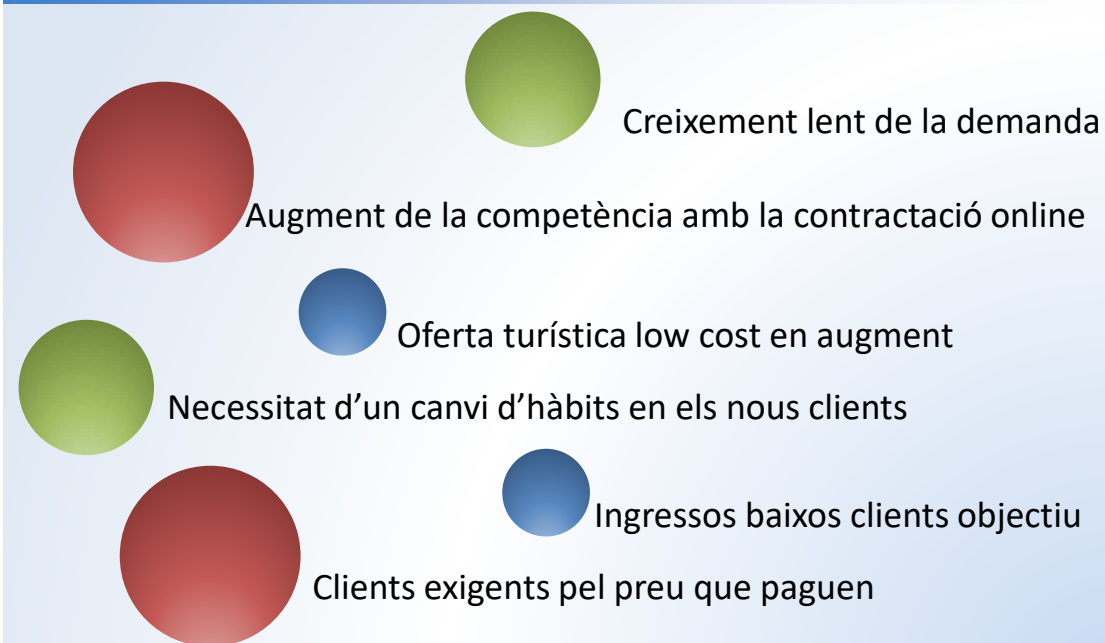 Creixement lent de la demanda
Augment de la competència amb la contractació online
Oferta turística low cost en augment
Necessitat d’un canvi d’hàbits en els nous clients
Ingressos baixos clients objectiu
Clients exigents pel preu que paguen